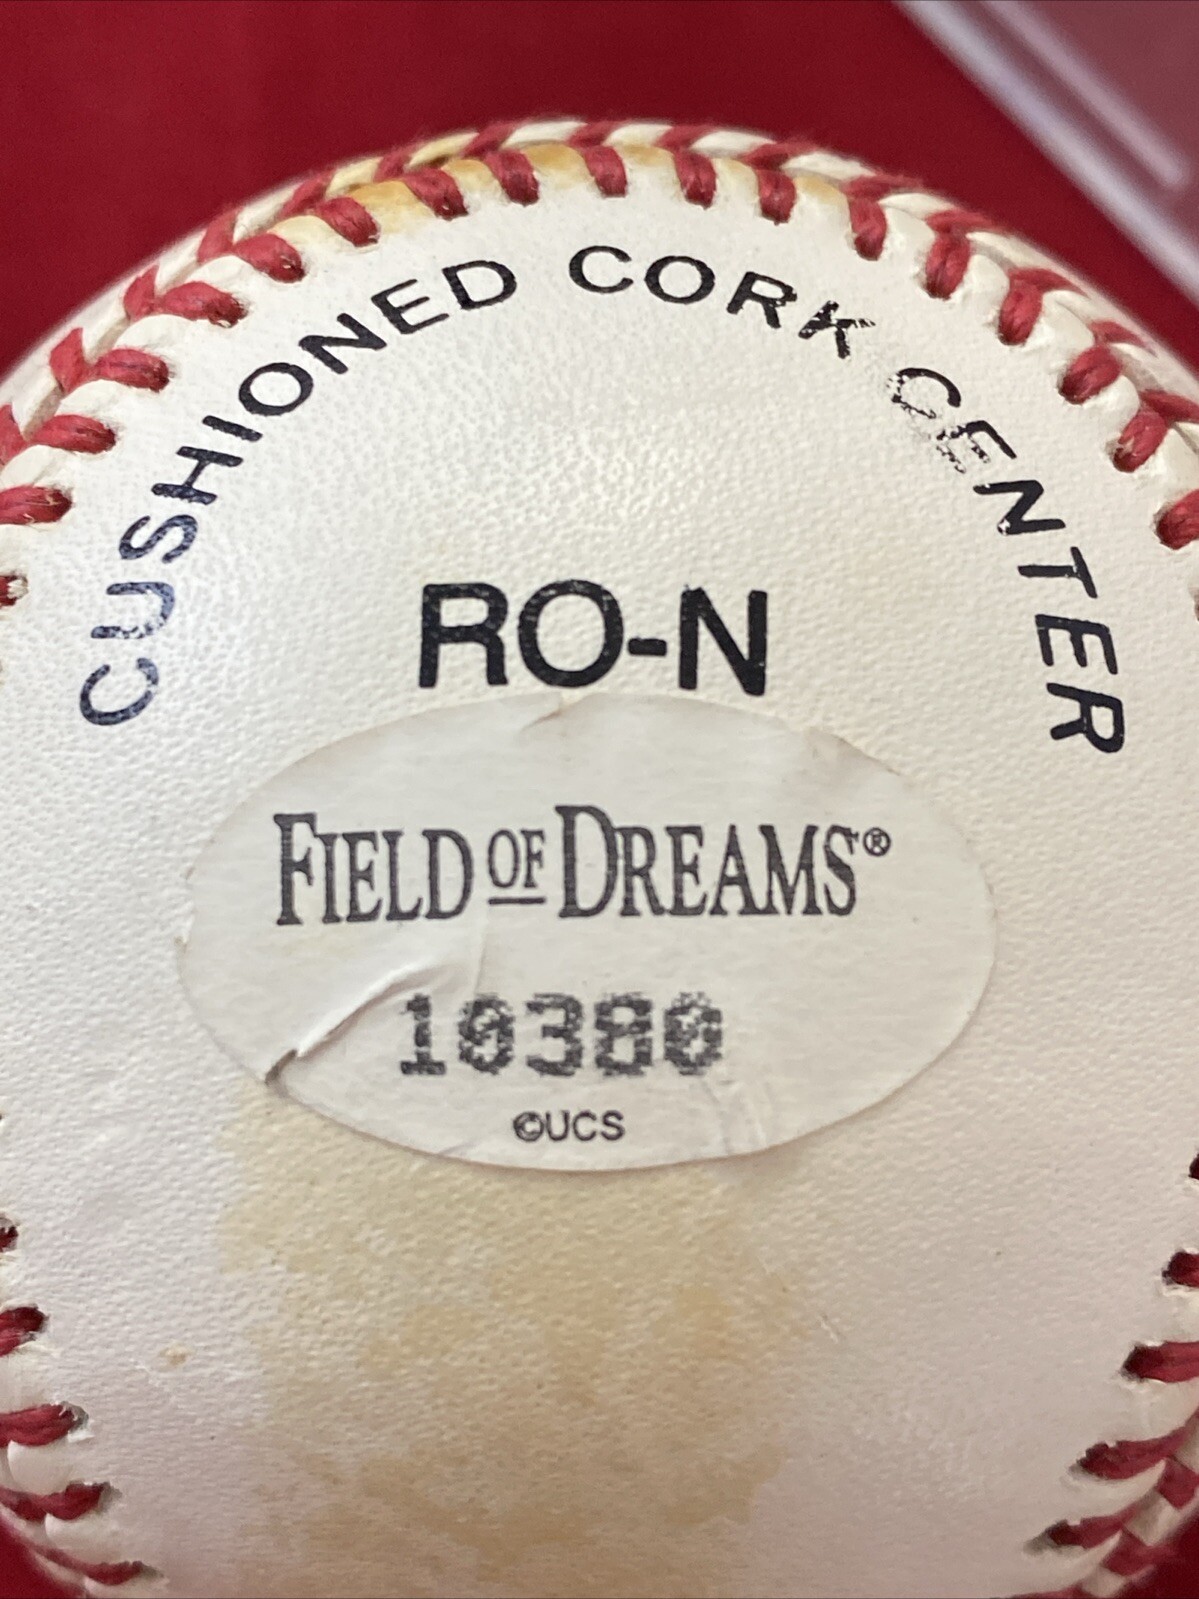 CUSHIONED CORK CENTER
RO-N
FIELD OF DREAMS®
10380
©UCS